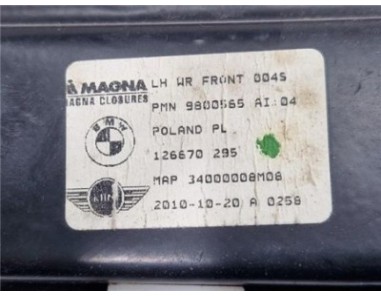 MAGNA LH WR FRONT 0045
MAGNA CLOSURES
PMN 9800565 AI 04
BMW
POLAND PL
126670 295
MAP 34000008M08
2010-10-20 A 0258